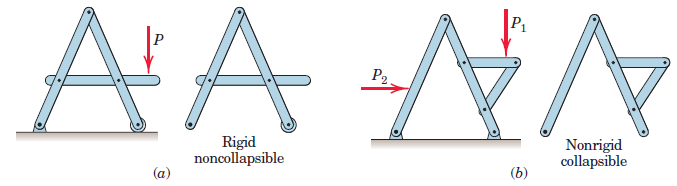 P
Rigid
noncollapsible
(a)
P1
P2
Nonrigid
collapsible
(b)